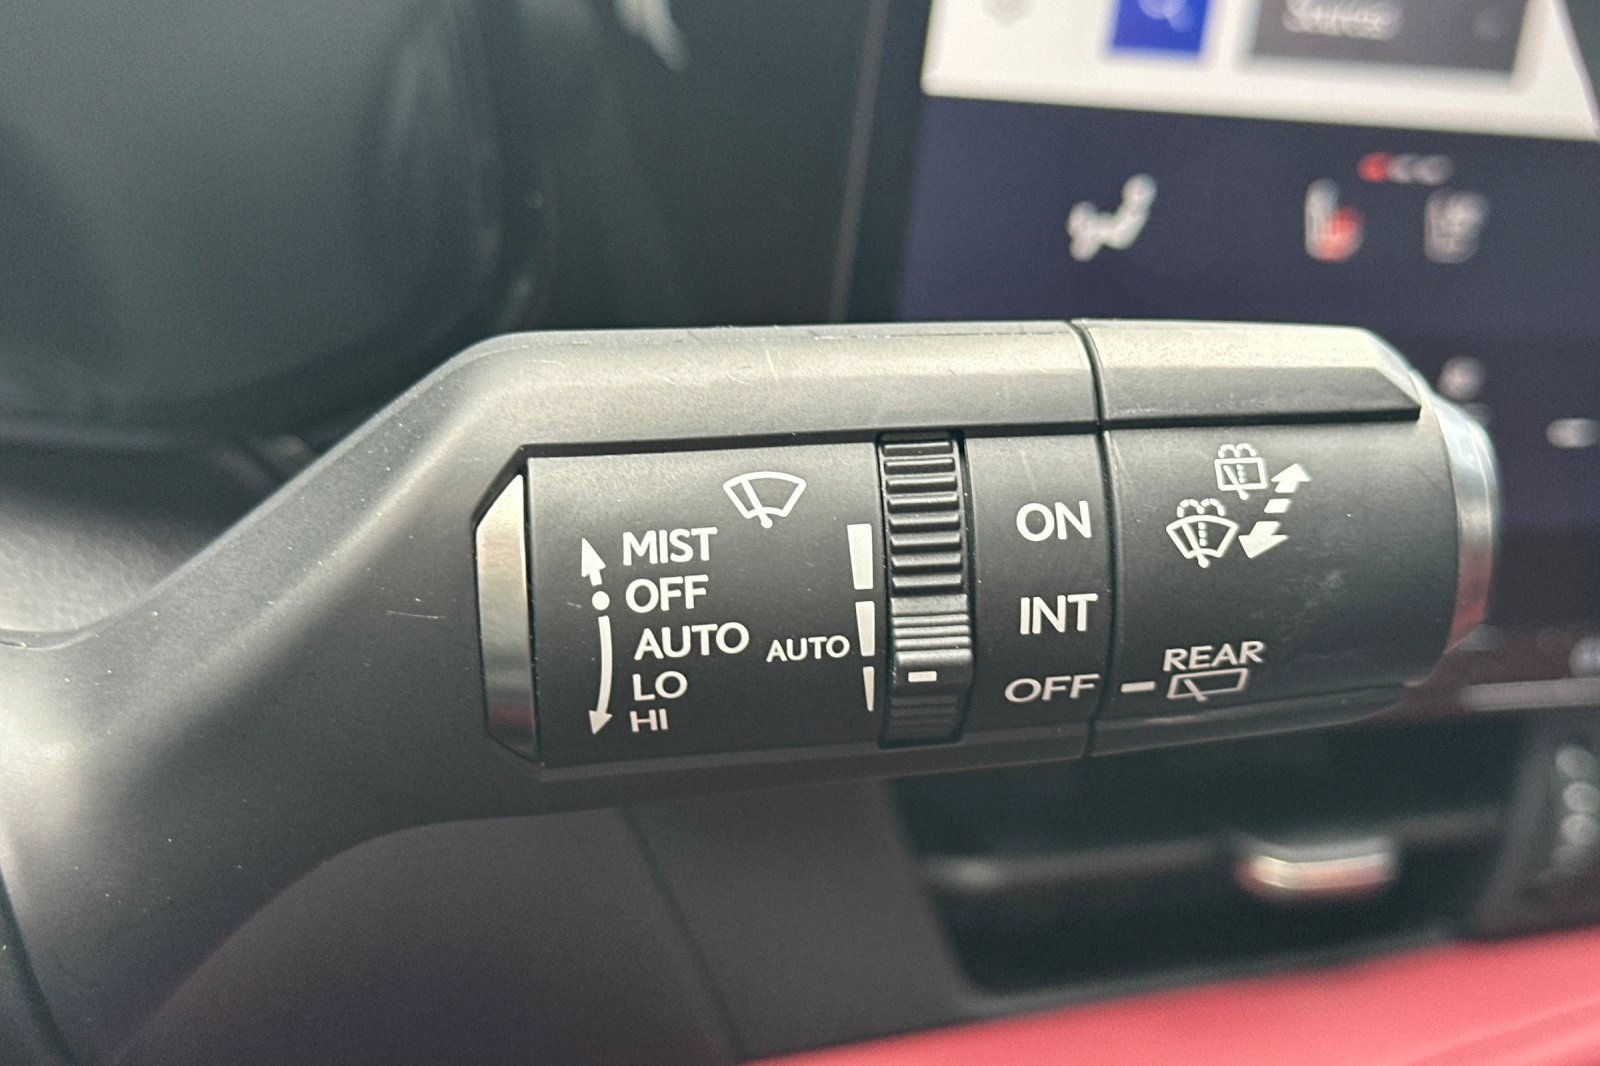 MIST
OFF
AUTO
LO
HI
AUTO
ON
INT
OFF
REAR